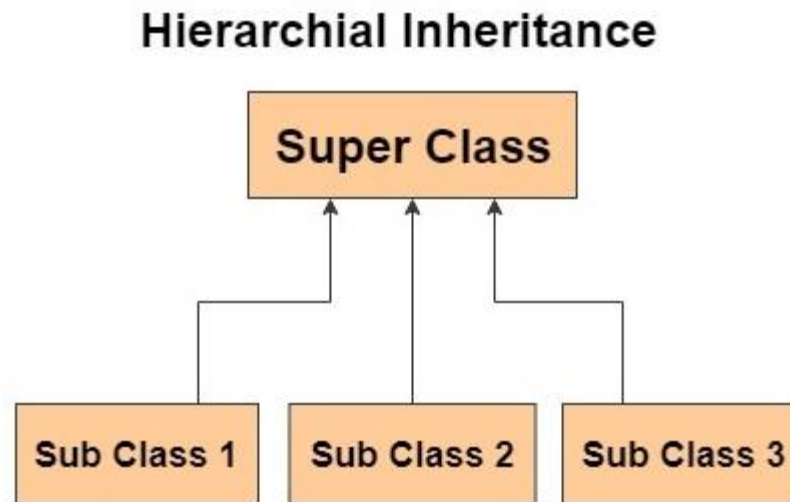 Hierarchial Inheritance
Super Class
Sub Class 1
Sub Class 2
Sub Class 3